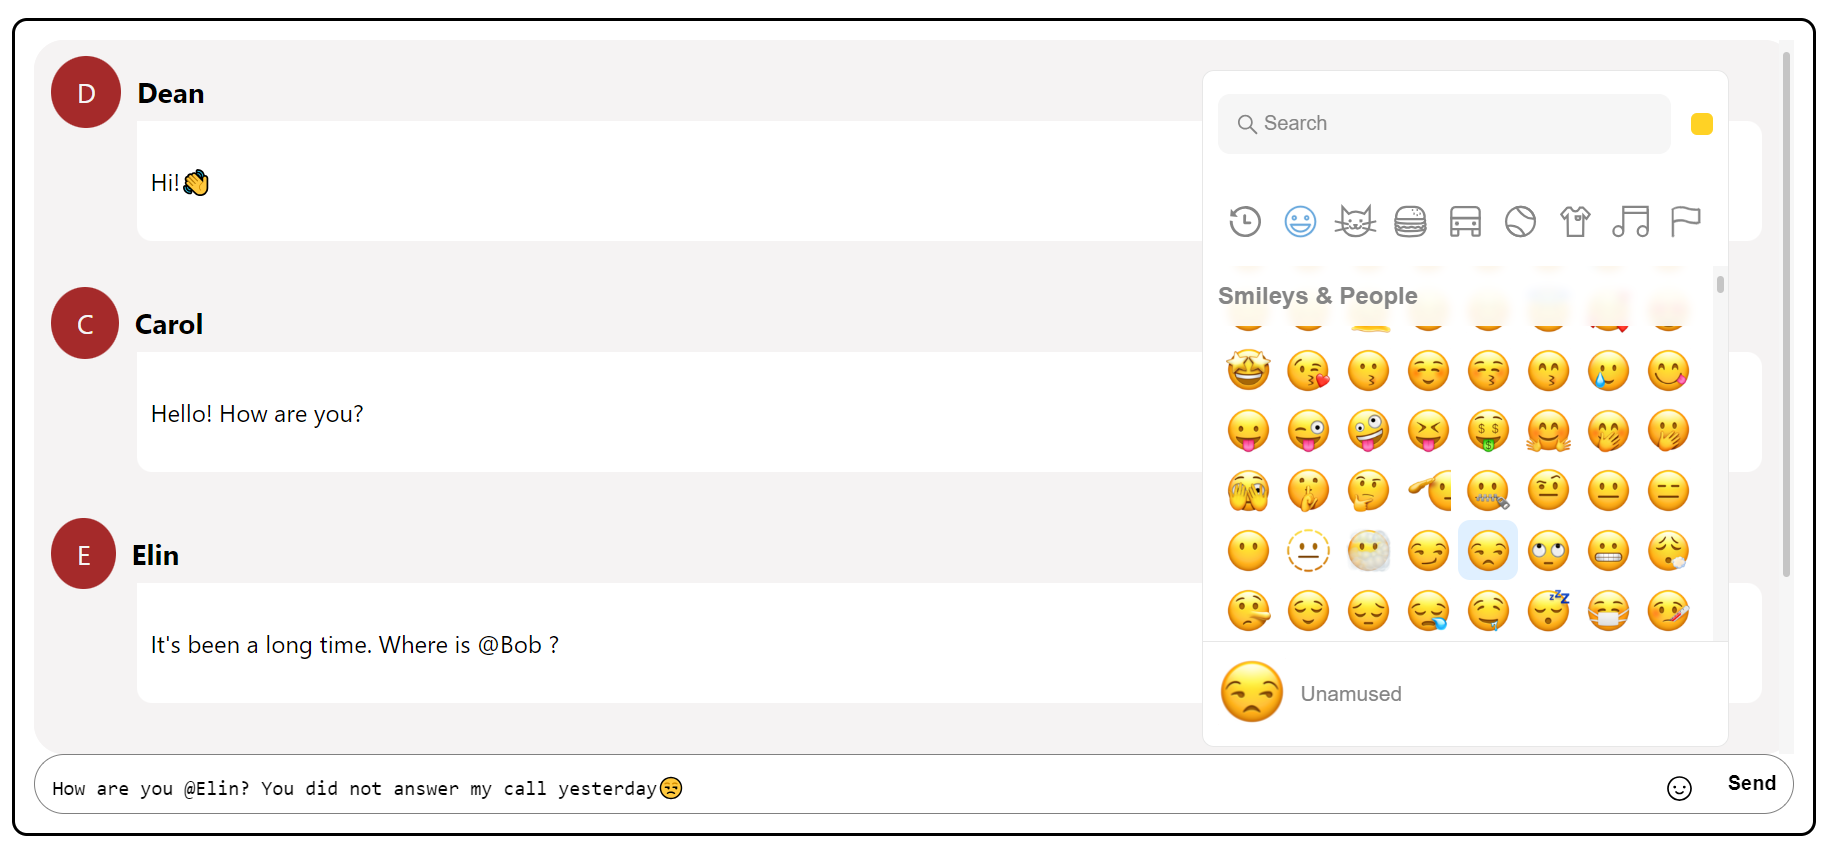 D
Dean
Hi!👋
C
Carol
Hello! How are you?
E
Elin
It's been a long time. Where is @Bob ?
Search
Smileys & People
Unamused
How are you @Elin? You did not answer my call yesterday😒
Send